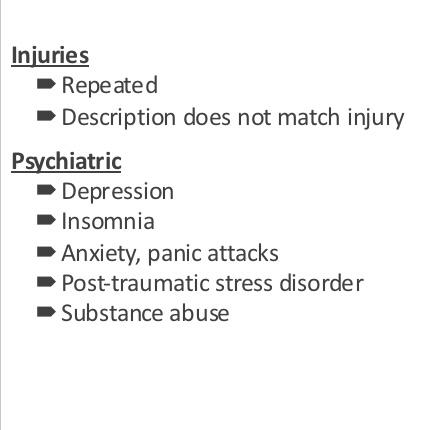 Injuries
Repeated
Description does not match injury
Psychiatric
Depression
Insomnia
Anxiety, panic attacks
Post-traumatic stress disorder
Substance abuse